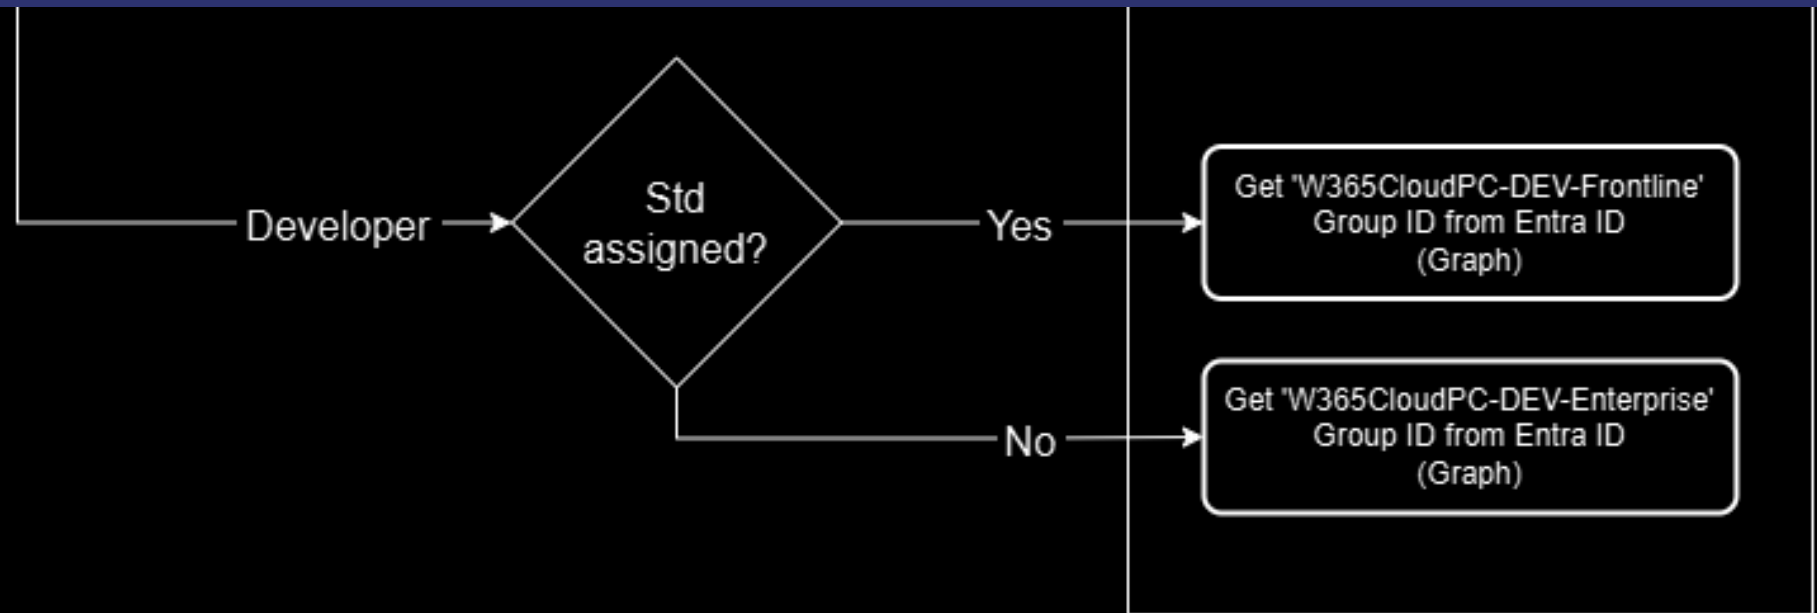 Developer
Std
assigned?
Yes
No
Get 'W365CloudPC-DEV-Frontline'
Group ID from Entra ID
(Graph)
Get 'W365CloudPC-DEV-Enterprise'
Group ID from Entra ID
(Graph)